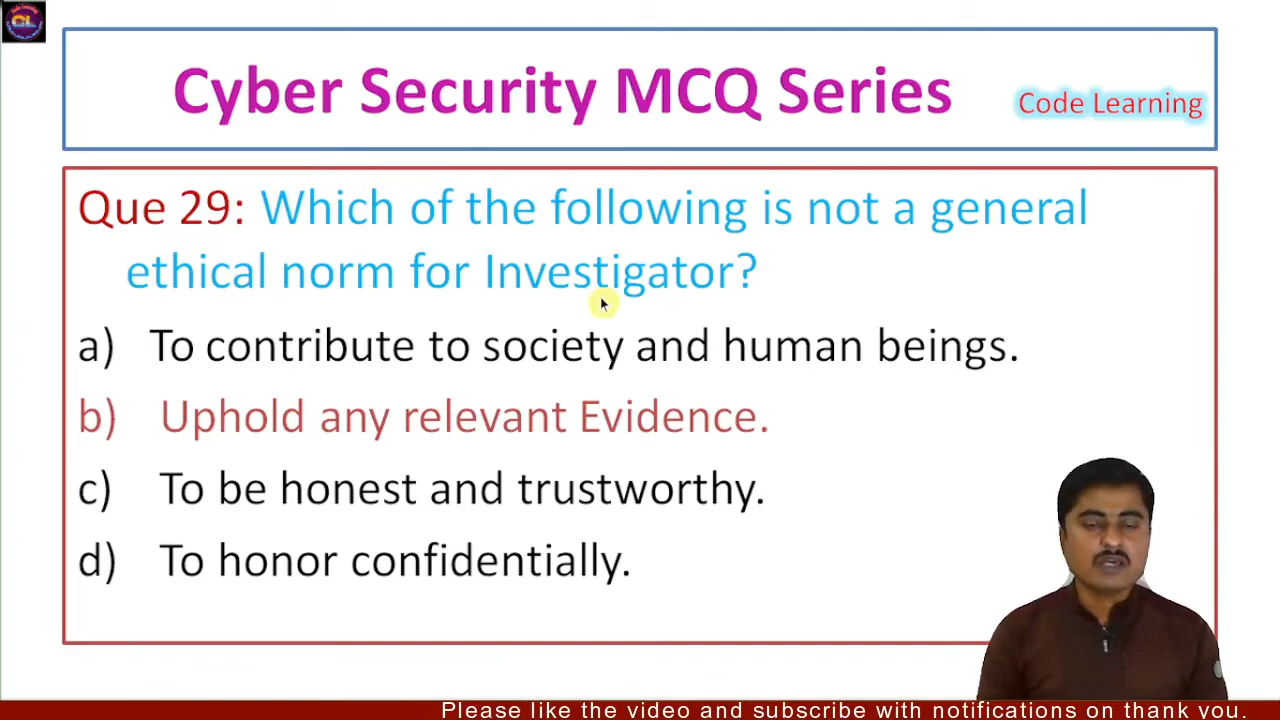 Cyber Security MCQ Series
Code Learning
Que 29: Which of the following is not a general
ethical norm for Investigator?
a) To contribute to society and human beings.
b) Uphold any relevant Evidence.
c) To be honest and trustworthy.
d) To honor confidentially.
Please like the video and subscribe with notifications on thank you.